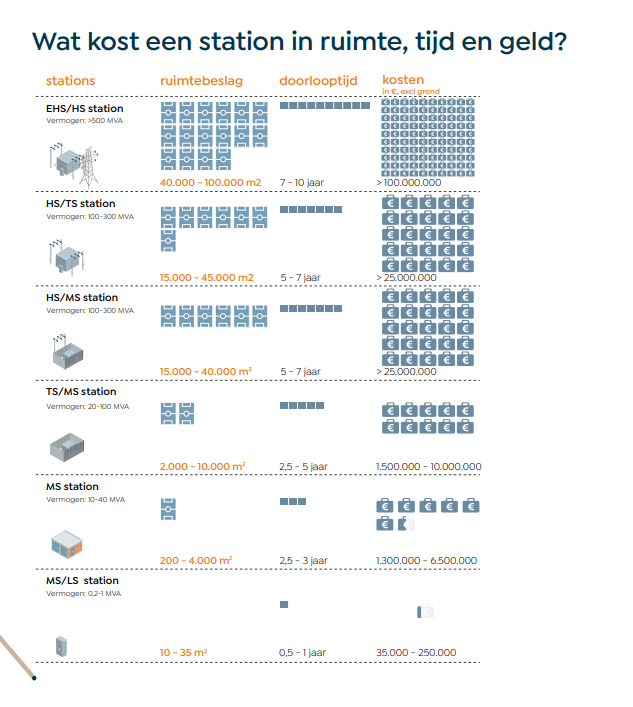 Wat kost een station in ruimte, tijd en geld?
stations ruimtebeslag doorlooptijd kosten
in €, excl grond
EHS/HS station
Vermogen: >500 MVA
40.000 - 100.000 m2 7 - 10 jaar > 100.000.000
HS/TS station
Vermogen: 100-300 MVA
15.000 - 45.000 m2 5 - 7 jaar > 25.000.000
HS/MS station
Vermogen: 100-300 MVA
15.000 - 40.000 m² 5 - 7 jaar > 25.000.000
TS/MS station
Vermogen: 20-100 MVA
2.000 - 10.000 m² 2,5 - 5 jaar 1.500.000 - 10.000.000
MS station
Vermogen: 10-40 MVA
200 - 4.000 m² 2,5 - 3 jaar 1.300.000 - 6.500.000
MS/LS station
Vermogen: 0,2-1 MVA
10 - 35 m² 0,5 - 1 jaar 35.000 - 250.000